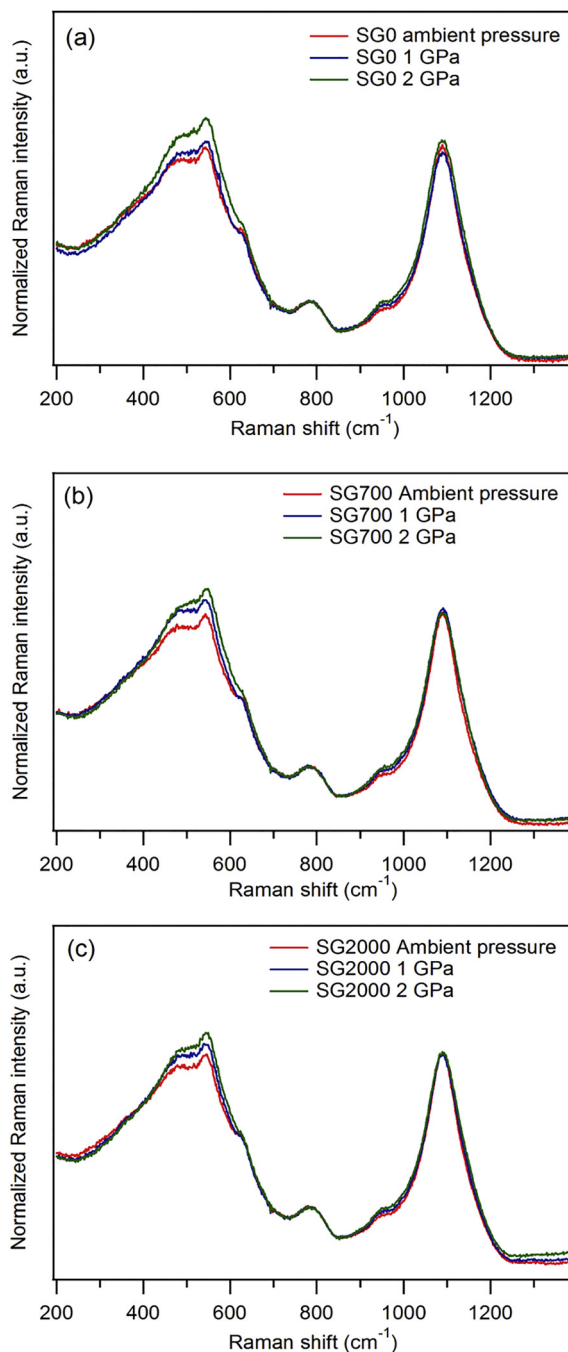 (a)
SG0 ambient pressure
SG0 1 GPa
SG0 2 GPa
Normalized Raman intensity (a.u.)
200 400 600 800 1000 1200
Raman shift (cm⁻¹)
(b)
SG700 Ambient pressure
SG700 1 GPa
SG700 2 GPa
Normalized Raman intensity (a.u.)
200 400 600 800 1000 1200
Raman shift (cm⁻¹)
(c)
SG2000 Ambient pressure
SG2000 1 GPa
SG2000 2 GPa
Normalized Raman intensity (a.u.)
200 400 600 800 1000 1200
Raman shift (cm⁻¹)